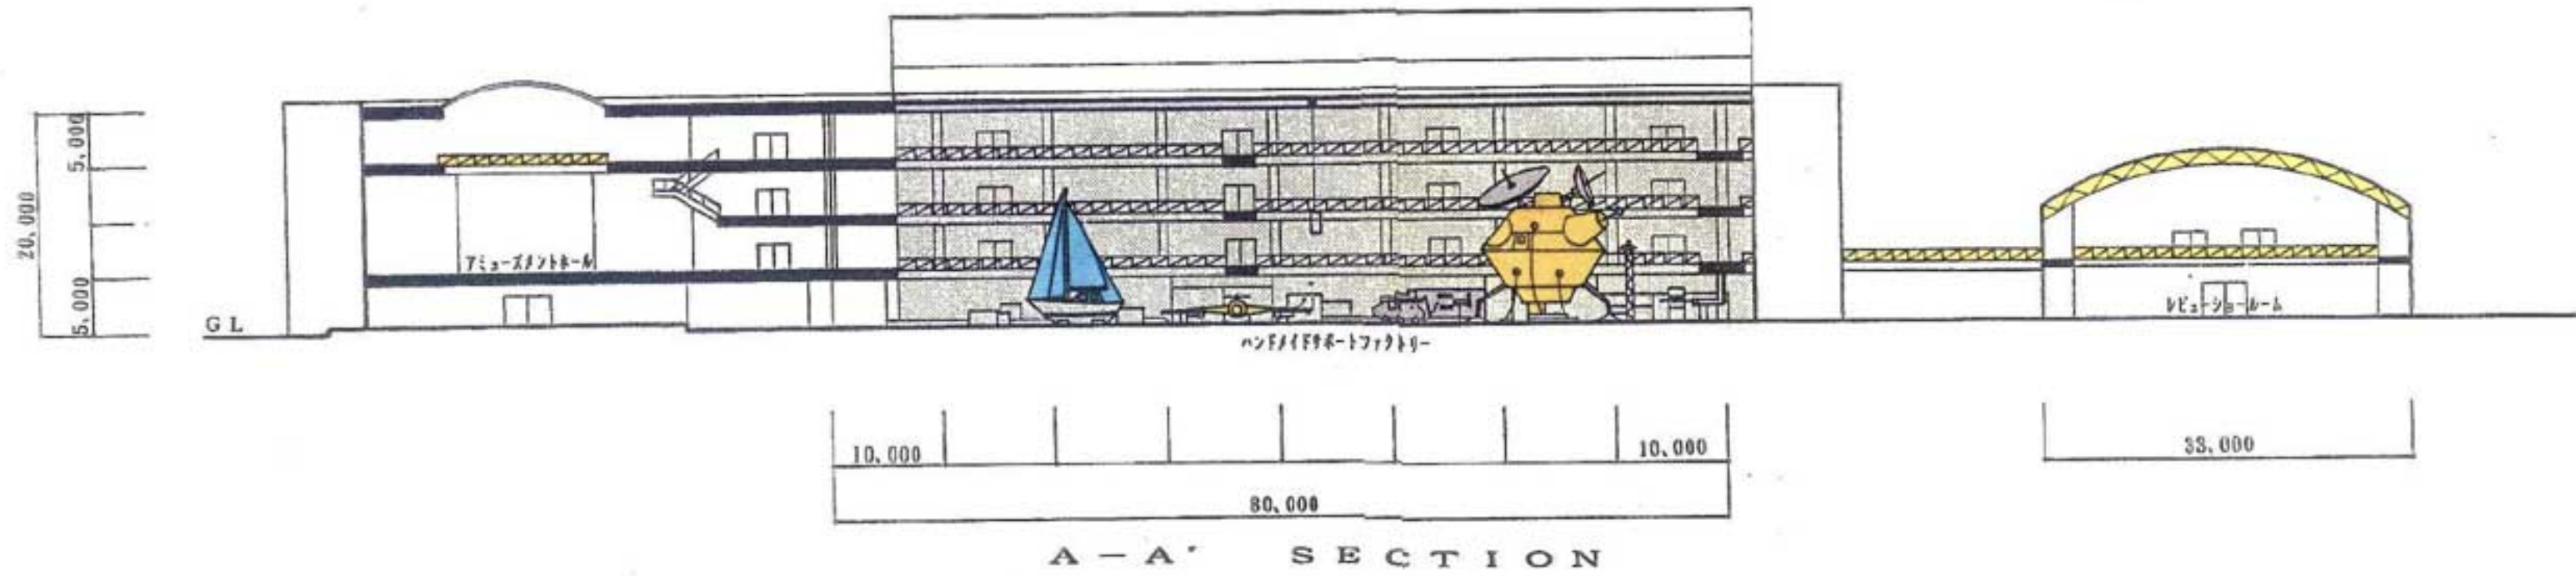 5,000
20,000
5,000
GL
アミューズメントホール
レビューショールーム
ハンドメイドサポートファクトリー
10,000
10,000
33,000
80,000
A-A' SECTION